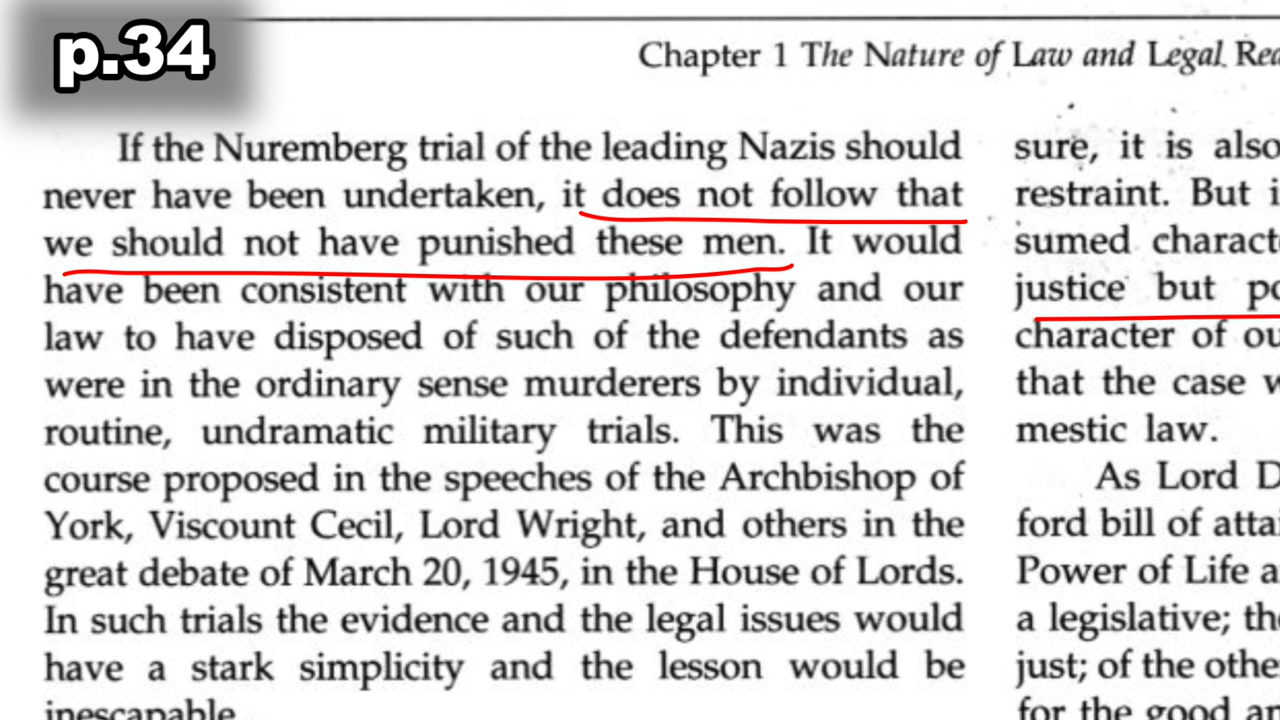 p.34
Chapter 1 The Nature of Law and Legal
If the Nuremberg trial of the leading Nazis should
never have been undertaken, it does not follow that
we should not have punished these men. It would
have been consistent with our philosophy and our
law to have disposed of such of the defendants as
were in the ordinary sense murderers by individual,
routine, undramatic military trials. This was the
course proposed in the speeches of the Archbishop of
York, Viscount Cecil, Lord Wright, and others in the
great debate of March 20, 1945, in the House of Lords.
In such trials the evidence and the legal issues would
have a stark simplicity and the lesson would be
inescapable.
sure, it is also
restraint. But
sumed
justice but
character of
that the case
mestic law.
As Lord
ford bill of
Power of Life
a legislative;
just; of the
for the good